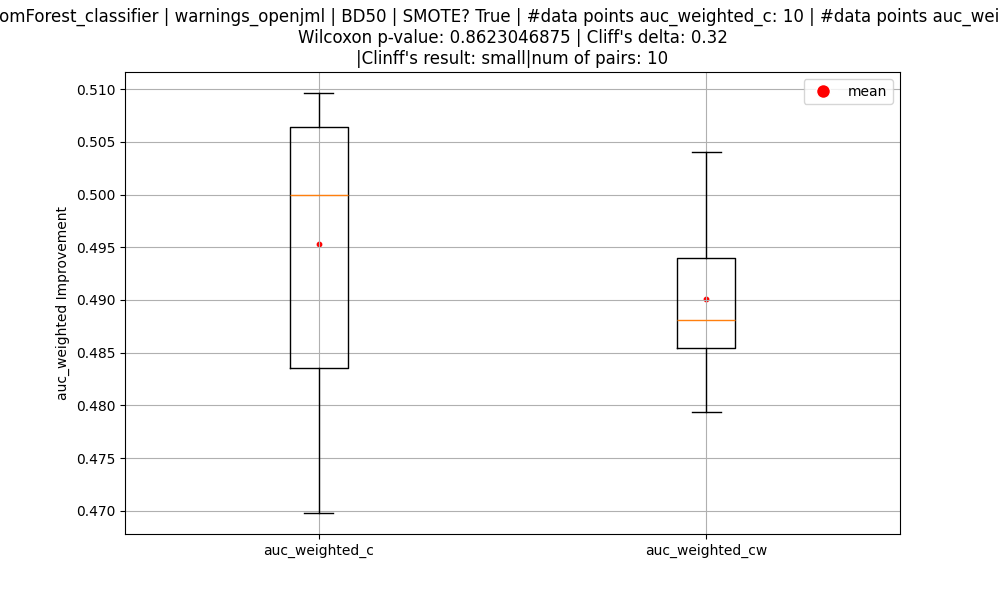 omForest_classifier | warnings_openjml | BD50 | SMOTE? True | #data points auc_weighted_c: 10 | #data points auc_wei
Wilcoxon p-value: 0.8623046875 | Cliff's delta: 0.32
|Clinff's result: small|num of pairs: 10
mean
0.510
0.505
0.500
0.495
0.490
0.485
0.480
0.475
0.470
auc_weighted Improvement
auc_weighted_c
auc_weighted_cw